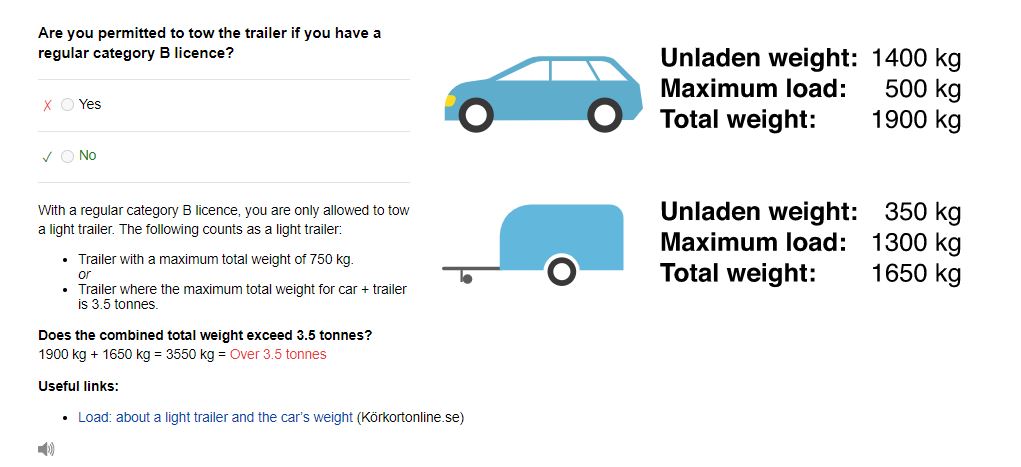 Are you permitted to tow the trailer if you have a
regular category B licence?
✗ Yes
✓ No
With a regular category B licence, you are only allowed to tow
a light trailer. The following counts as a light trailer:
• Trailer with a maximum total weight of 750 kg.
or
• Trailer where the maximum total weight for car + trailer
is 3.5 tonnes.
Does the combined total weight exceed 3.5 tonnes?
1900 kg + 1650 kg = 3550 kg = Over 3.5 tonnes
Useful links:
• Load: about a light trailer and the car's weight (Körkortonline.se)
Unladen weight: 1400 kg
Maximum load: 500 kg
Total weight: 1900 kg
Unladen weight: 350 kg
Maximum load: 1300 kg
Total weight: 1650 kg